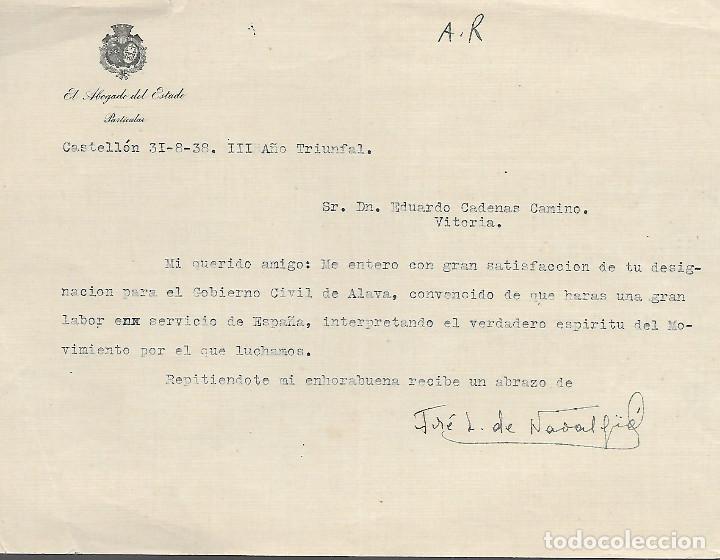 A.R
El Abogado del Estado
Particular
Castellón 3I-8-38. III Año Triunfal.
Sr. Dn. Eduardo Cadenas Camino.
Vitoria.
Mi querido amigo: Me entero con gran satisfaccion de tu desig-
nacion para el Gobierno Civil de Alava, convencido de que haras una gran
labor enx servicio de España, interpretando el verdadero espiritu del Mo-
vimiento por el que luchamos.
Repitiendote mi enhorabuena recibe un abrazo de
José L. de
todocoleccion